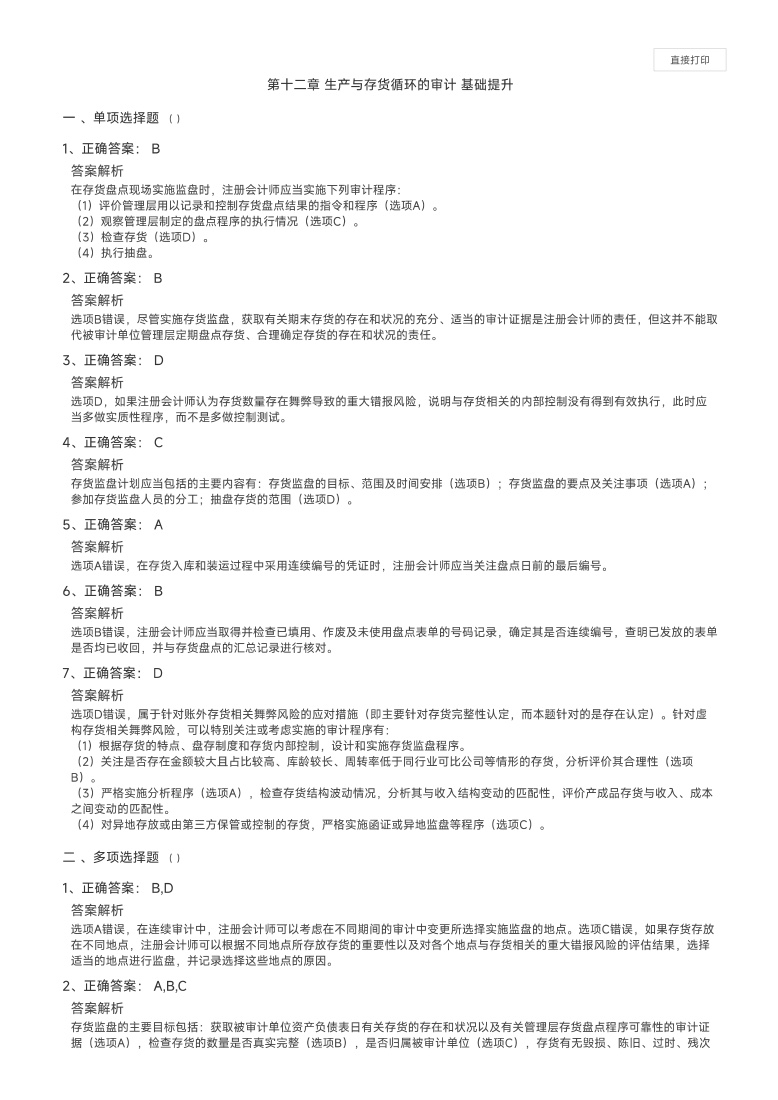 直接打印
第十二章 生产与存货循环的审计 基础提升
一 、单项选择题 （ ）
1、正确答案： B
答案解析
在存货盘点现场实施监盘时，注册会计师应当实施下列审计程序：
（1）评价管理层用以记录和控制存货盘点结果的指令和程序（选项A）。
（2）观察管理层制定的盘点程序的执行情况（选项C）。
（3）检查存货（选项D）。
（4）执行抽盘。
2、正确答案： B
答案解析
选项B错误，尽管实施存货监盘，获取有关期末存货的存在和状况的充分、适当的审计证据是注册会计师的责任，但这并不能取
代被审计单位管理层定期盘点存货、合理确定存货的存在和状况的责任。
3、正确答案： D
答案解析
选项D，如果注册会计师认为存货数量存在舞弊导致的重大错报风险，说明与存货相关的内部控制没有得到有效执行，此时应
当多做实质性程序，而不是多做控制测试。
4、正确答案： C
答案解析
存货监盘计划应当包括的主要内容有：存货监盘的目标、范围及时间安排（选项B）；存货监盘的要点及关注事项（选项A）；
参加存货监盘人员的分工；抽盘存货的范围（选项D）。
5、正确答案： A
答案解析
选项A错误，在存货入库和装运过程中采用连续编号的凭证时，注册会计师应当关注盘点日前的最后编号。
6、正确答案： B
答案解析
选项B错误，注册会计师应当取得并检查已填用、作废及未使用盘点表单的号码记录，确定其是否连续编号，查明已发放的表单
是否均已收回，并与存货盘点的汇总记录进行核对。
7、正确答案： D
答案解析
选项D错误，属于针对账外存货相关舞弊风险的应对措施（即主要针对存货完整性认定，而本题针对的是存在认定）。针对虚
构存货相关舞弊风险，可以特别关注或考虑实施的审计程序有：
（1）根据存货的特点、盘存制度和存货内部控制，设计和实施存货监盘程序。
（2）关注是否存在金额较大且占比较高、库龄较长、周转率低于同行业可比公司等情形的存货，分析评价其合理性（选项
B）。
（3）严格实施分析程序（选项A），检查存货结构波动情况，分析其与收入结构变动的匹配性，评价产成品存货与收入、成本
之间变动的匹配性。
（4）对异地存放或由第三方保管或控制的存货，严格实施函证或异地监盘等程序（选项C）。
二 、多项选择题 （ ）
1、正确答案： B,D
答案解析
选项A错误，在连续审计中，注册会计师可以考虑在不同期间的审计中变更所选择实施监盘的地点。选项C错误，如果存货存放
在不同地点，注册会计师可以根据不同地点所存放存货的重要性以及对各个地点与存货相关的重大错报风险的评估结果，选择
适当的地点进行监盘，并记录选择这些地点的原因。
2、正确答案： A,B,C
答案解析
存货监盘的主要目标包括：获取被审计单位资产负债表日有关存货的存在和状况以及有关管理层存货盘点程序可靠性的审计证
据（选项A），检查存货的数量是否真实完整（选项B），是否归属被审计单位（选项C），存货有无毁损、陈旧、过时、残次